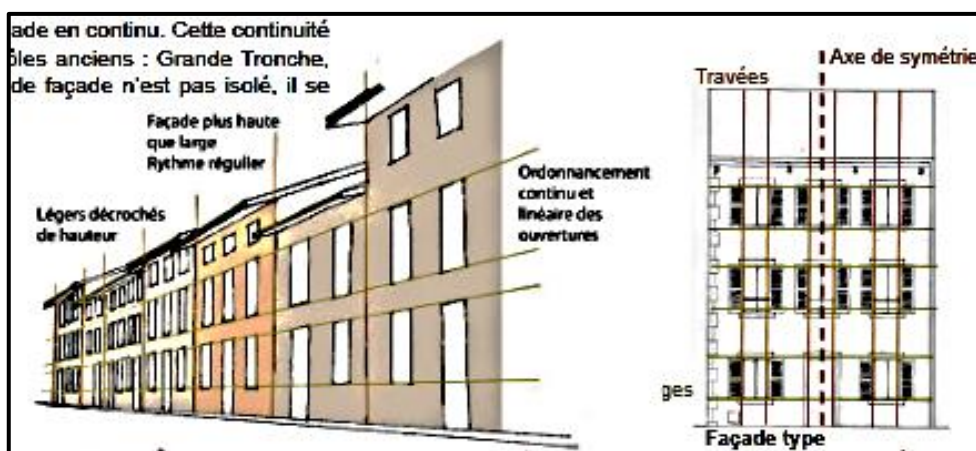 ade en continu. Cette continuité
ôles anciens : Grande Tronche,
de façade n'est pas isolé, il se
Façade plus haute
que large
Rythme régulier
Légers décrochés
de hauteur
Ordonnancement
continu et
linéaire des
ouvertures
Axe de symétrie
Travées
ges
Façade type